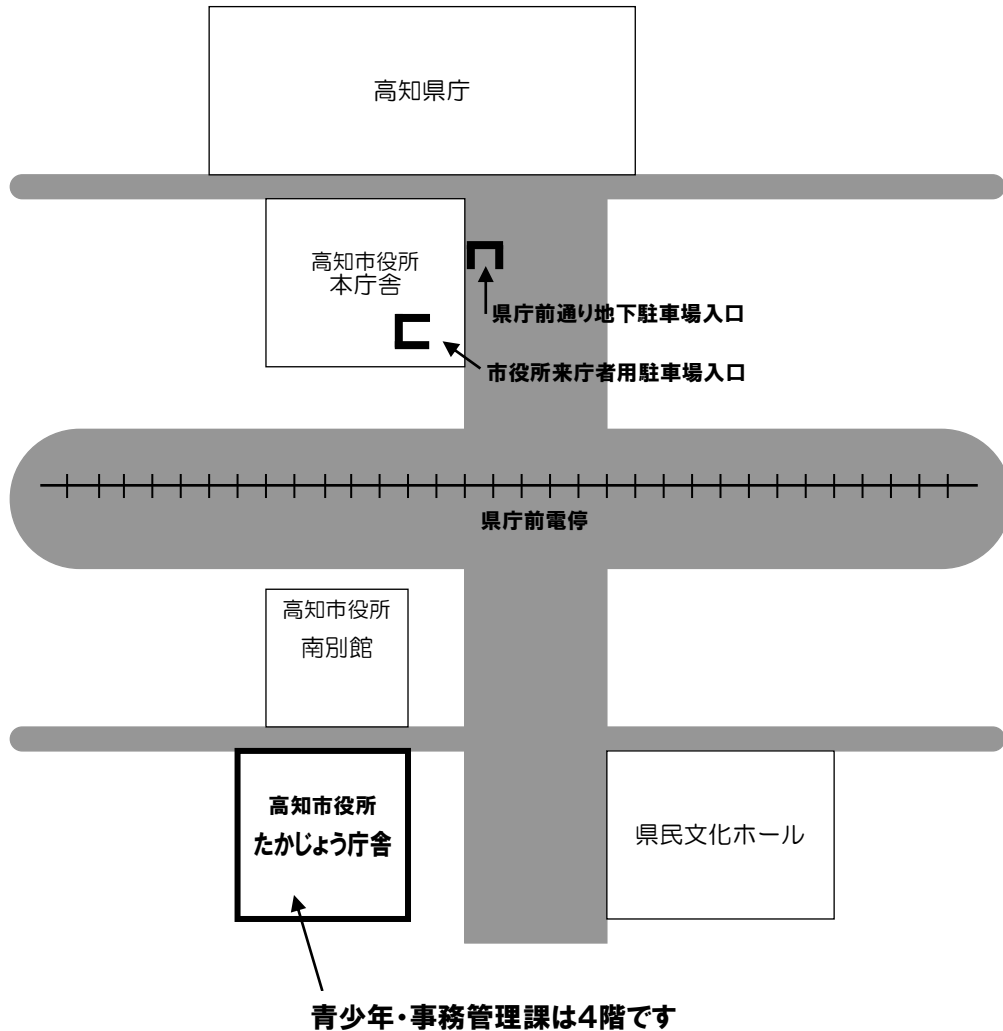 高知県庁
高知市役所
本庁舎
県庁前通り地下駐車場入口
市役所来庁者用駐車場入口
県庁前電停
高知市役所
南別館
高知市役所
たかじょう庁舎
県民文化ホール
青少年・事務管理課は4階です